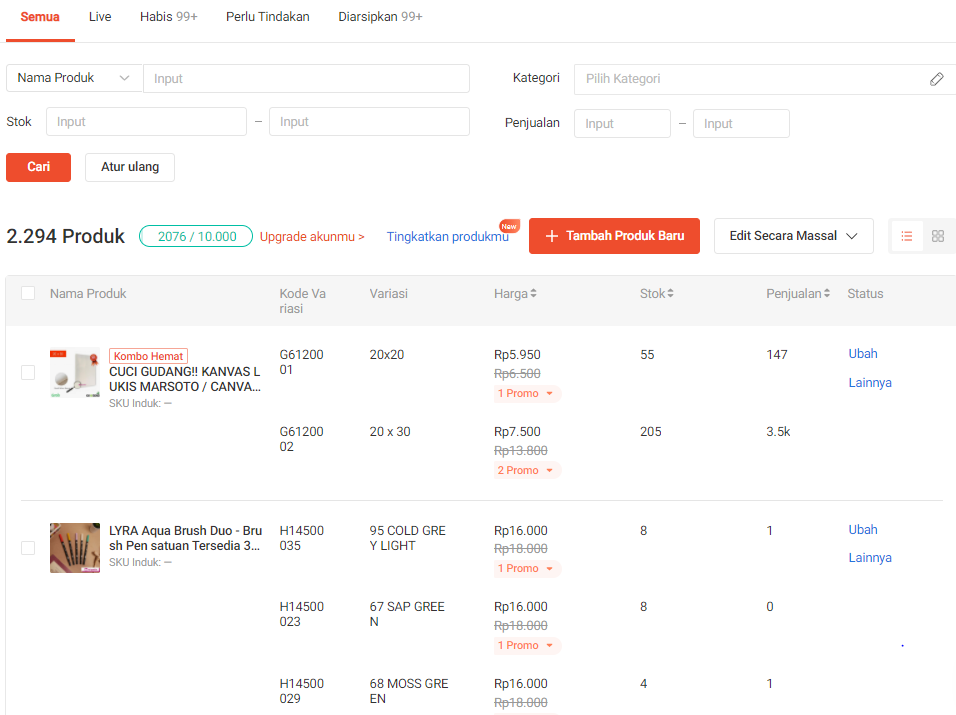 Semua Live Habis 99+ Perlu Tindakan Diarsipkan 99+
Nama Produk Input Kategori Pilih Kategori
Stok Input – Input Penjualan Input – Input
Cari Atur ulang
2.294 Produk 2076 / 10.000 Upgrade akunmu > Tingkatkan produkmu New + Tambah Produk Baru Edit Secara Massal
Nama Produk Kode Va Variasi Harga Stok Penjualan Status
riasi
Kombo Hemat G61200 20x20 Rp5.950 55 147 Ubah
CUCI GUDANG!! KANVAS L 01 Rp6.500
UKIS MARSOTO / CANVA... 1 Promo Lainnya
SKU Induk: —
G61200 20 x 30 Rp7.500 205 3.5k
02 Rp13.800
2 Promo
LYRA Aqua Brush Duo - Bru H14500 95 COLD GRE Rp16.000 8 1 Ubah
sh Pen satuan Tersedia 3... 035 Y LIGHT Rp18.000
SKU Induk: — 1 Promo Lainnya
H14500 67 SAP GREE Rp16.000 8 0
023 N Rp18.000
1 Promo
H14500 68 MOSS GRE Rp16.000 4 1
029 EN Rp18.000